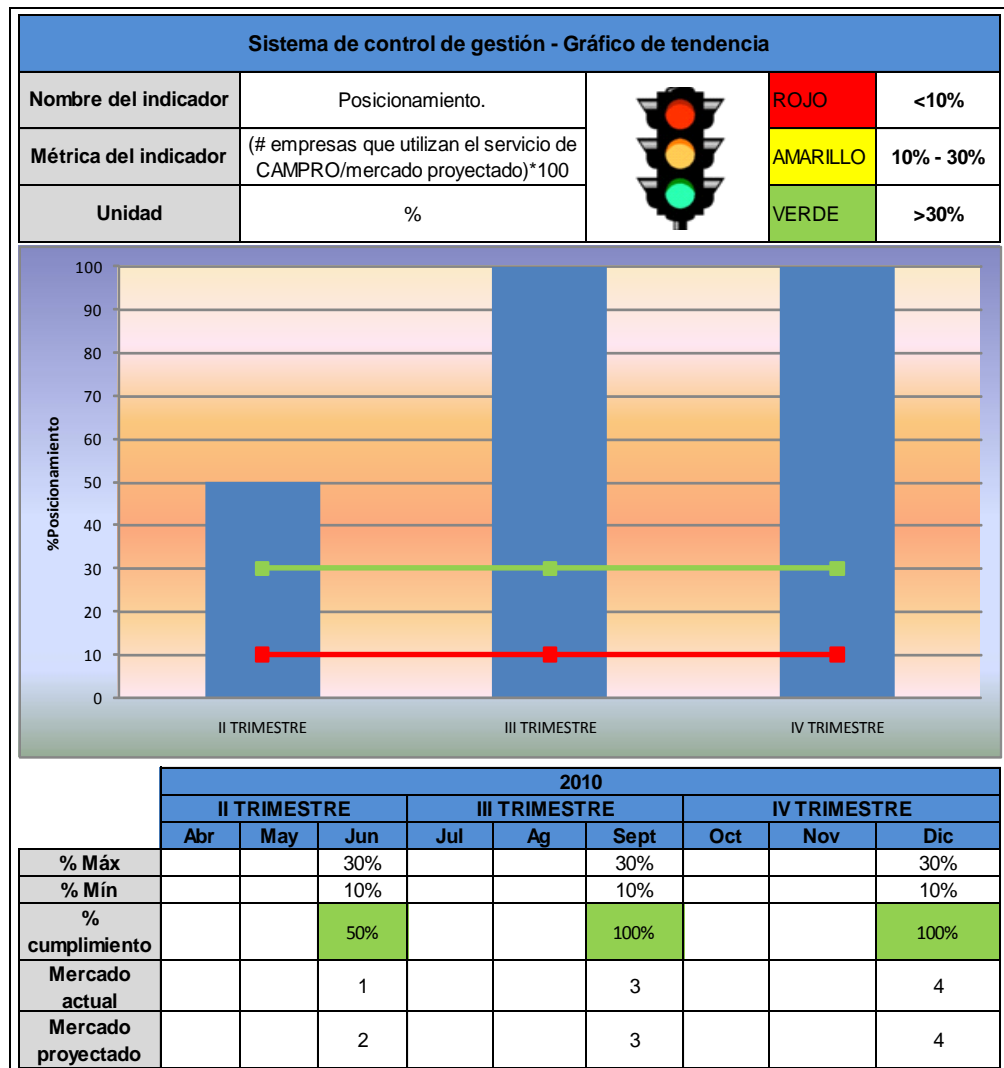 Sistema de control de gestión - Gráfico de tendencia
Nombre del indicador Posicionamiento. ROJO <10%
Métrica del indicador (# empresas que utilizan el servicio de
CAMPRO/mercado proyectado)*100 AMARILLO 10% - 30%
Unidad % VERDE >30%
100
90
80
70
60
50
40
30
20
10
0
%Posicionamiento
II TRIMESTRE III TRIMESTRE IV TRIMESTRE
2010
II TRIMESTRE III TRIMESTRE IV TRIMESTRE
Abr May Jun Jul Ag Sept Oct Nov Dic
% Máx 30% 30% 30%
% Mín 10% 10% 10%
%
cumplimiento 50% 100% 100%
Mercado
actual 1 3 4
Mercado
proyectado 2 3 4